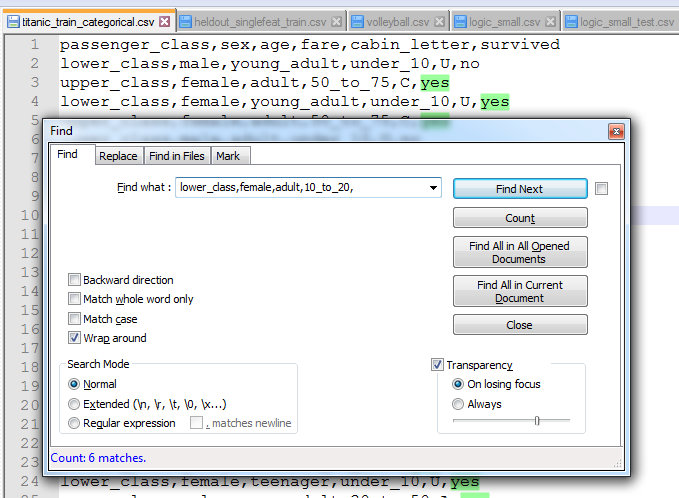 titanic_train_categorical.csv heldout_singlefeat_train.csv volleyball.csv logic_small.csv logic_small_test.csv
1 passenger_class,sex,age,fare,cabin_letter,survived
2 lower_class,male,young_adult,under_10,U,no
3 upper_class,female,adult,50_to_75,C,yes
4 lower_class,female,young_adult,under_10,U,yes
5
6
7
8
9
10
11
12
13
14
15
16
17
18
19
20
21
22
23
Find
Find Replace Find in Files Mark
Find what : lower_class,female,adult,10_to_20, Find Next
Count
Find All in All Opened
Documents
Find All in Current
Document
Close
Backward direction
Match whole word only
Match case
Wrap around
Search Mode
Normal
Extended (\n, \r, \t, \0, \x...)
Regular expression . matches newline
Transparency
On losing focus
Always
Count: 6 matches.
24 lower_class,female,teenager,under_10,U,yes